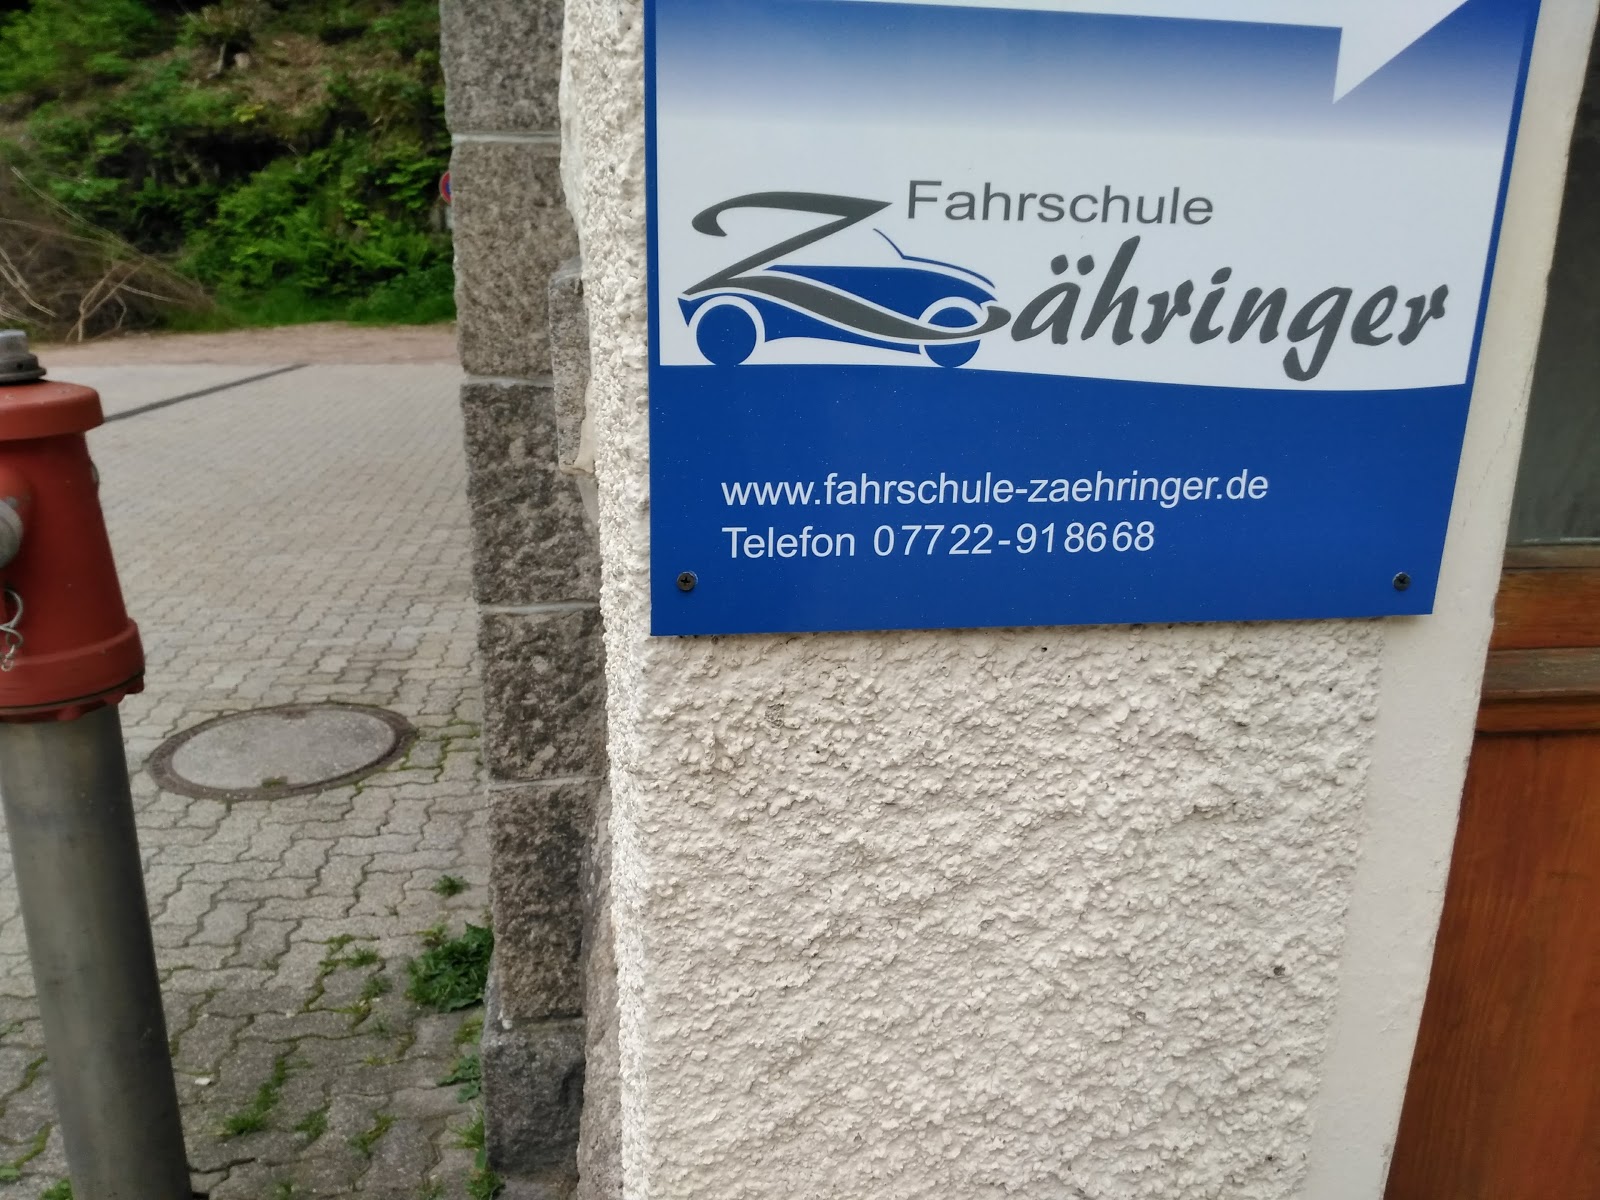 Fahrschule
Zähringer
www.fahrschule-zaehringer.de
Telefon 07722-918668